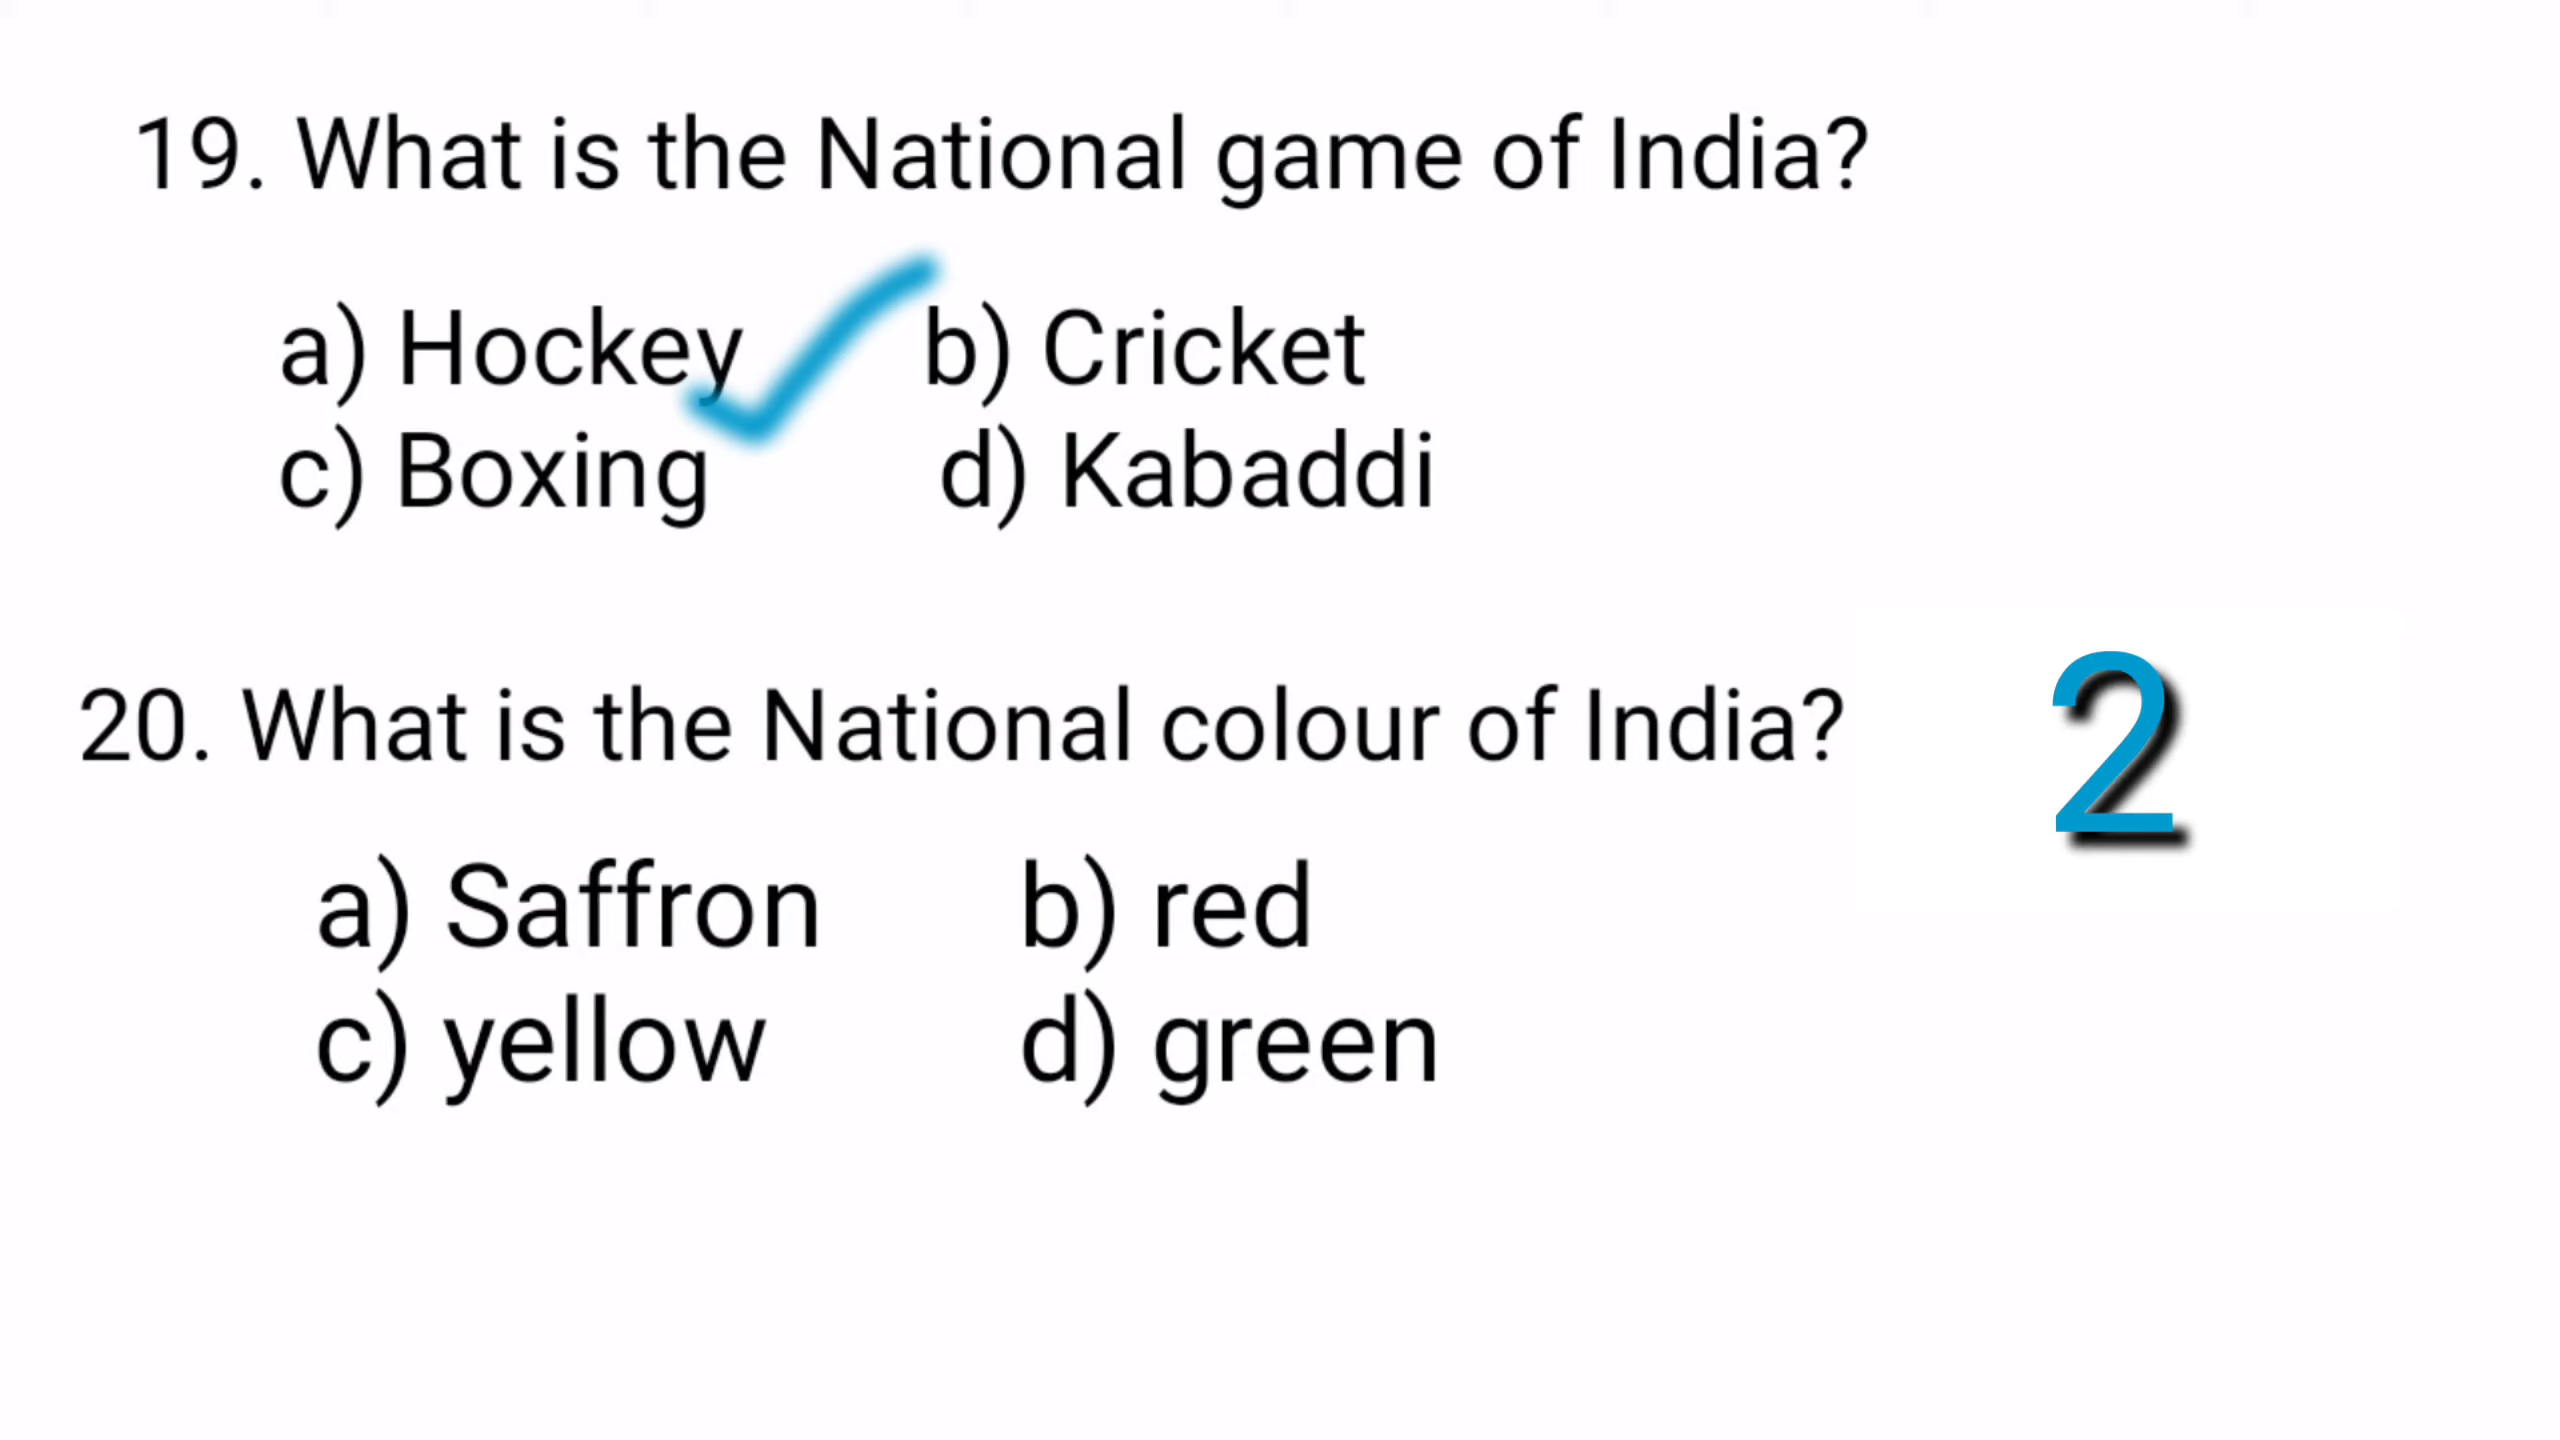 19. What is the National game of India?
a) Hockey b) Cricket
c) Boxing d) Kabaddi
20. What is the National colour of India?
2
a) Saffron b) red
c) yellow d) green